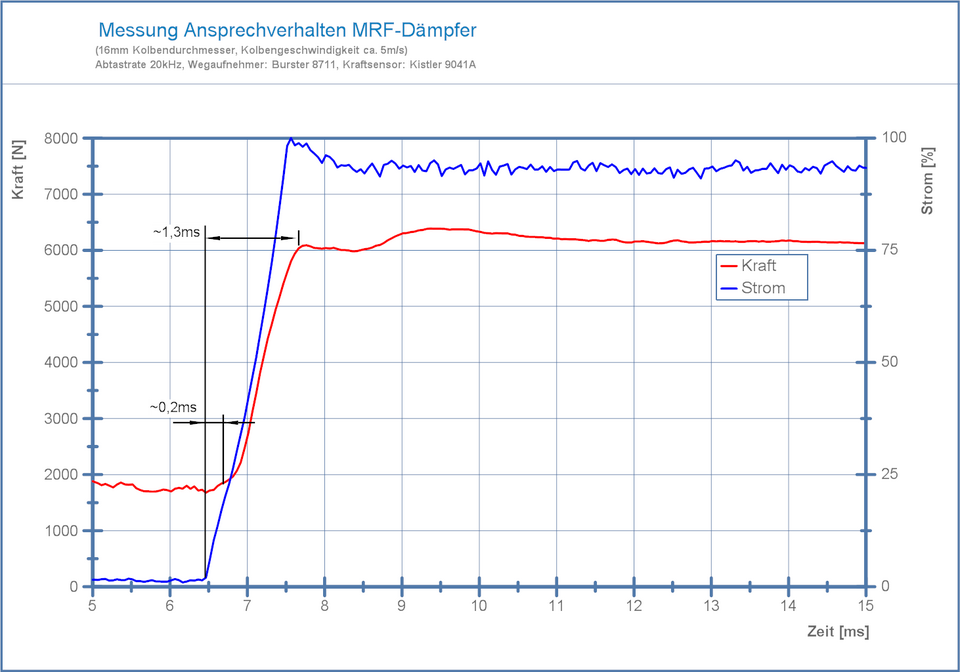 Messung Ansprechverhalten MRF-Dämpfer
(16mm Kolbendurchmesser, Kolbengeschwindigkeit ca. 5m/s)
Abtastrate 20kHz, Wegaufnehmer: Burster 8711, Kraftsensor: Kistler 9041A
Kraft [N]
8000
7000
6000
5000
4000
3000
2000
1000
0
~1,3ms
~0,2ms
Kraft
Strom
100
75
50
25
0
Strom [%]
5 6 7 8 9 10 11 12 13 14 15
Zeit [ms]